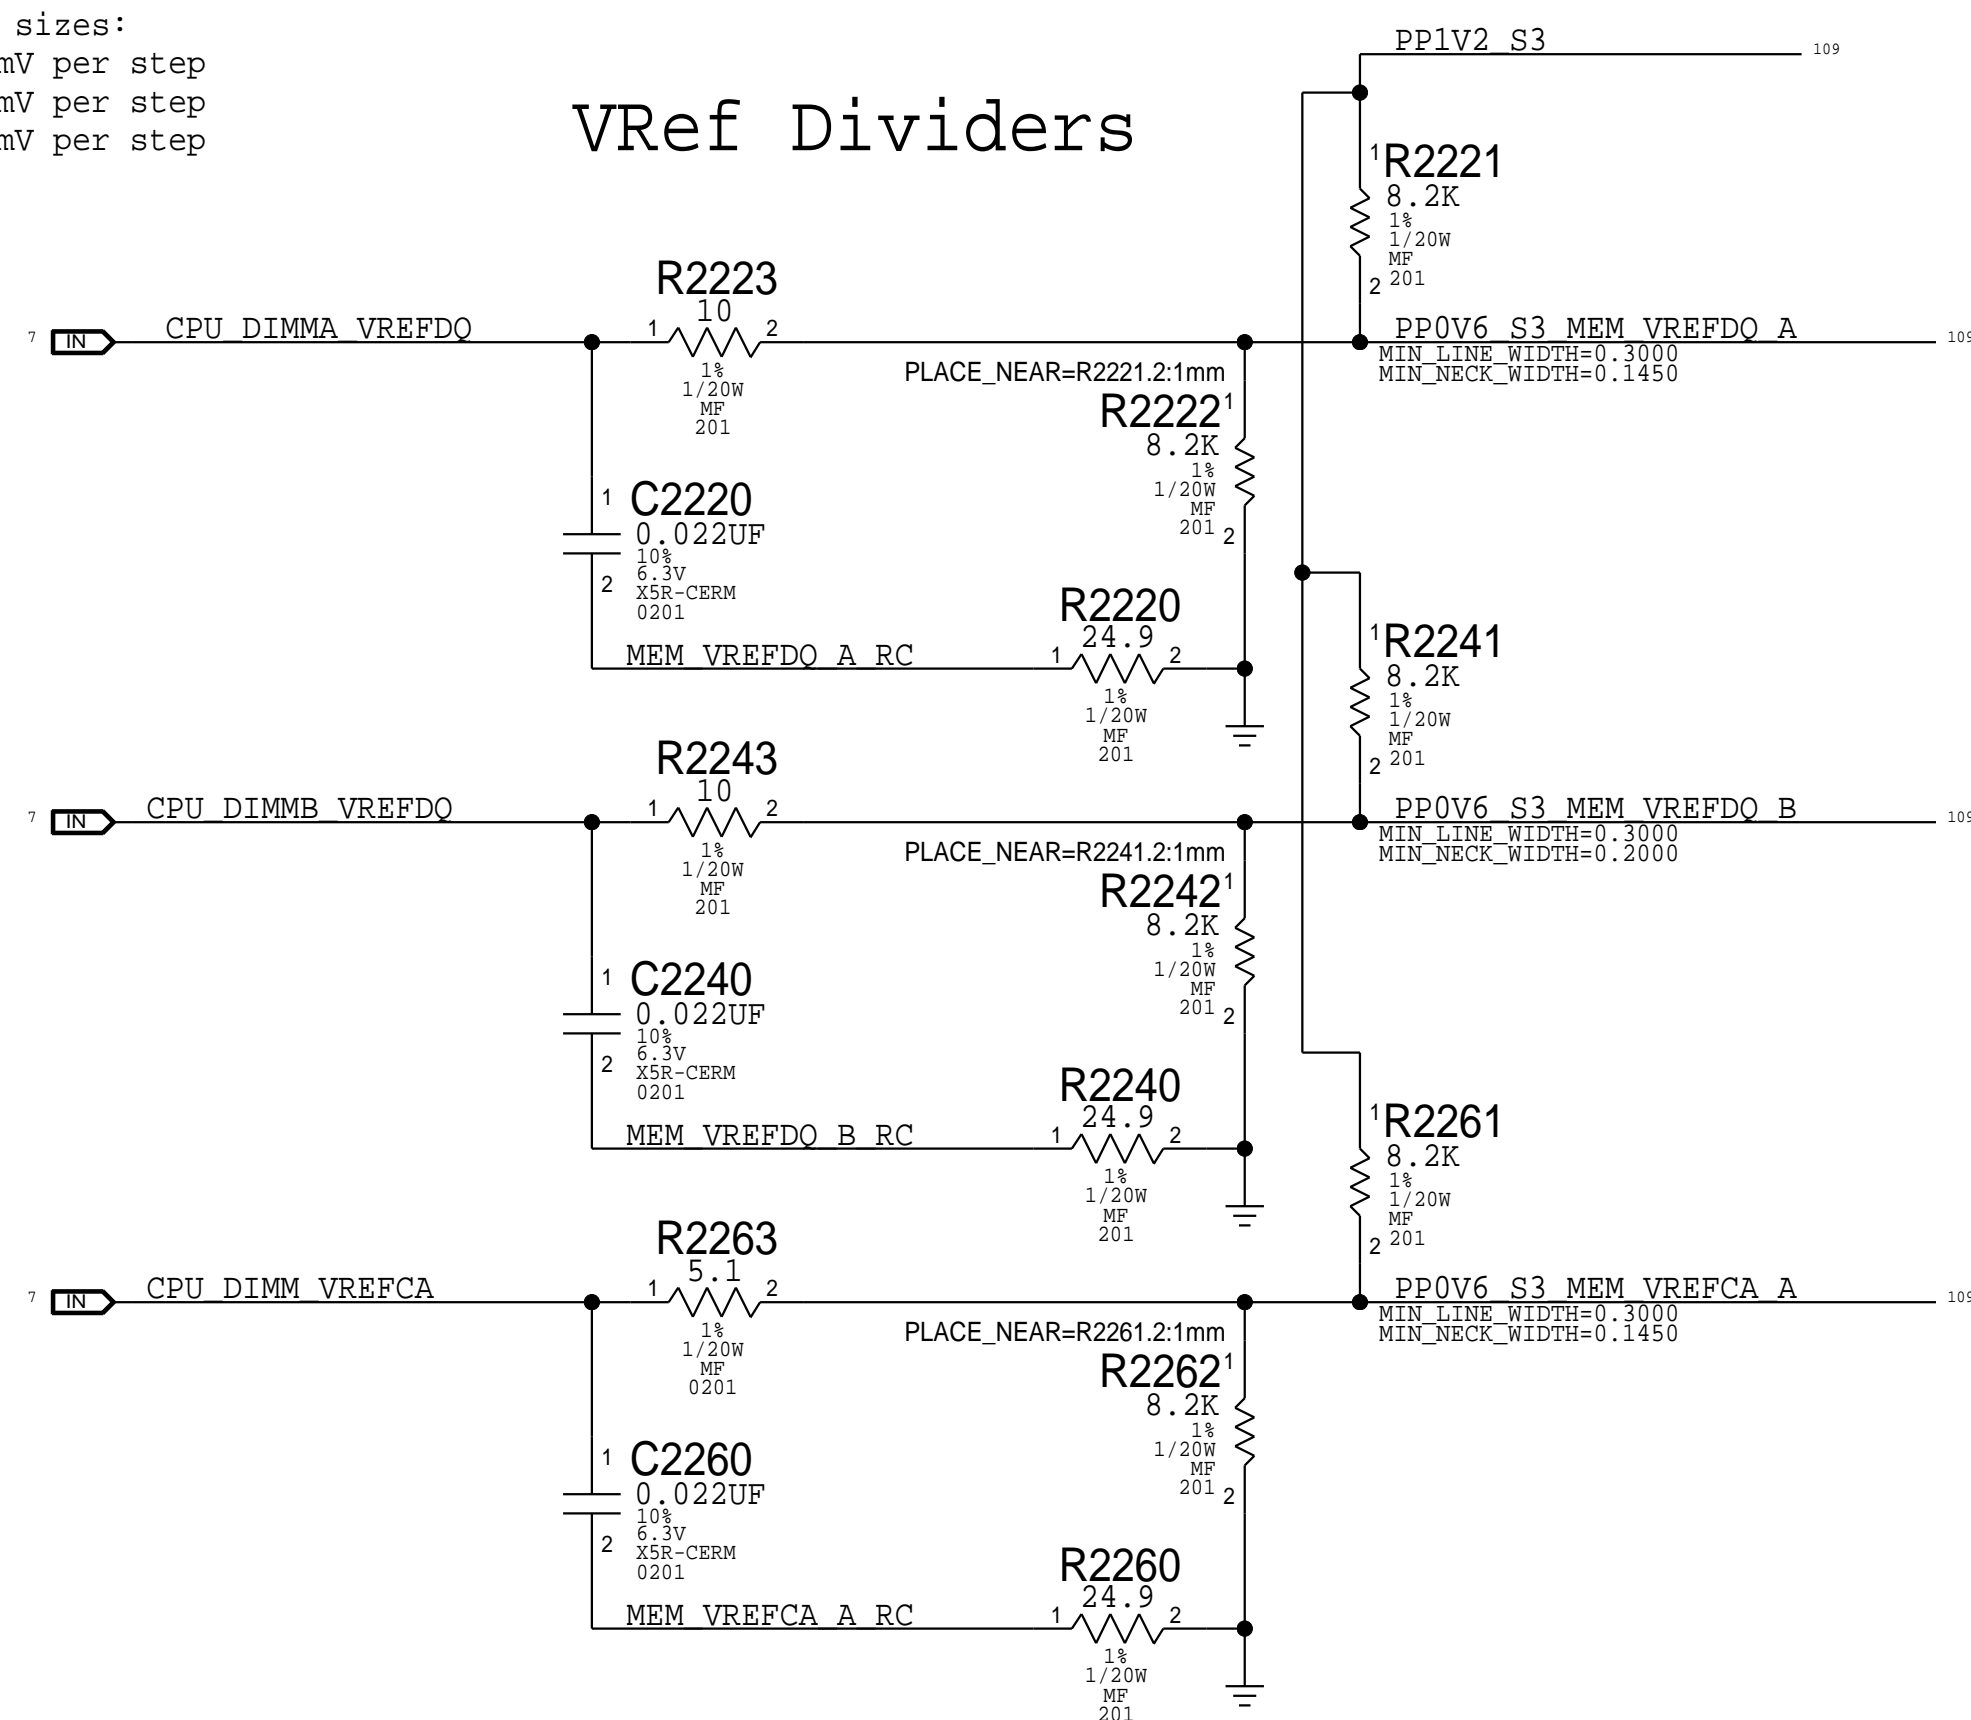 sizes:
mV per step
mV per step
mV per step
VRef Dividers
PP1V2_S3
109
1
R2221
8.2K
1%
1/20W
MF
201
2
7
IN
CPU_DIMMA_VREFDQ
R2223
10
1
2
1%
1/20W
MF
201
PP0V6_S3_MEM_VREFDQ_A
MIN_LINE_WIDTH=0.3000
MIN_NECK_WIDTH=0.1450
109
PLACE_NEAR=R2221.2:1mm
R2222
1
8.2K
1%
1/20W
MF
201
2
1
C2220
0.022UF
10%
6.3V
X5R-CERM
0201
2
MEM_VREFDQ_A_RC
R2220
24.9
1
2
1%
1/20W
MF
201
1
R2241
8.2K
1%
1/20W
MF
201
2
7
IN
CPU_DIMMB_VREFDQ
R2243
10
1
2
1%
1/20W
MF
201
PP0V6_S3_MEM_VREFDQ_B
MIN_LINE_WIDTH=0.3000
MIN_NECK_WIDTH=0.2000
109
PLACE_NEAR=R2241.2:1mm
R2242
1
8.2K
1%
1/20W
MF
201
2
1
C2240
0.022UF
10%
6.3V
X5R-CERM
0201
2
MEM_VREFDQ_B_RC
R2240
24.9
1
2
1%
1/20W
MF
201
1
R2261
8.2K
1%
1/20W
MF
201
2
7
IN
CPU_DIMM_VREFCA
R2263
5.1
1
2
1%
1/20W
MF
0201
PP0V6_S3_MEM_VREFCA_A
MIN_LINE_WIDTH=0.3000
MIN_NECK_WIDTH=0.1450
109
PLACE_NEAR=R2261.2:1mm
R2262
1
8.2K
1%
1/20W
MF
201
2
1
C2260
0.022UF
10%
6.3V
X5R-CERM
0201
2
MEM_VREFCA_A_RC
R2260
24.9
1
2
1%
1/20W
MF
201